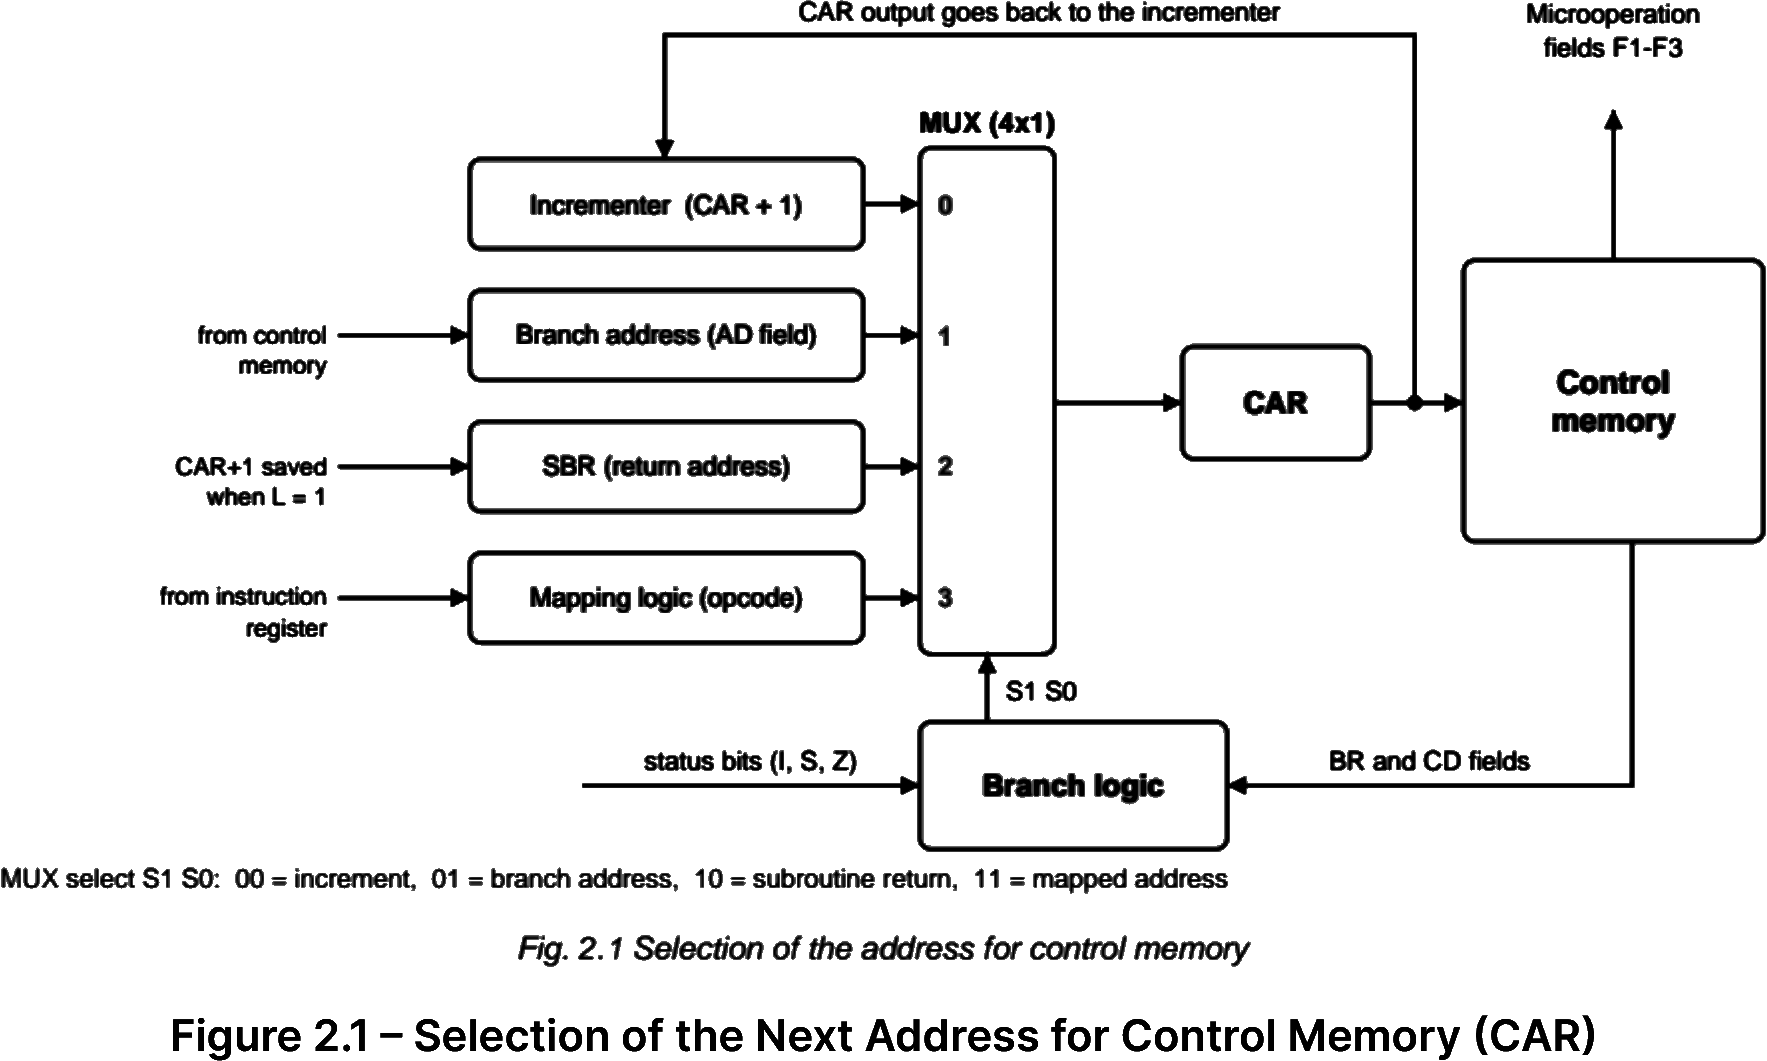 CAR output goes back to the incrementer
Microoperation
fields F1-F3
MUX (4x1)
Incrementer (CAR + 1)
0
from control
memory
Branch address (AD field)
1
CAR
Control
memory
CAR+1 saved
when L = 1
SBR (return address)
2
from instruction
register
Mapping logic (opcode)
3
S1 S0
status bits (I, S, Z)
Branch logic
BR and CD fields
MUX select S1 S0: 00 = increment, 01 = branch address, 10 = subroutine return, 11 = mapped address
Fig. 2.1 Selection of the address for control memory
Figure 2.1 – Selection of the Next Address for Control Memory (CAR)